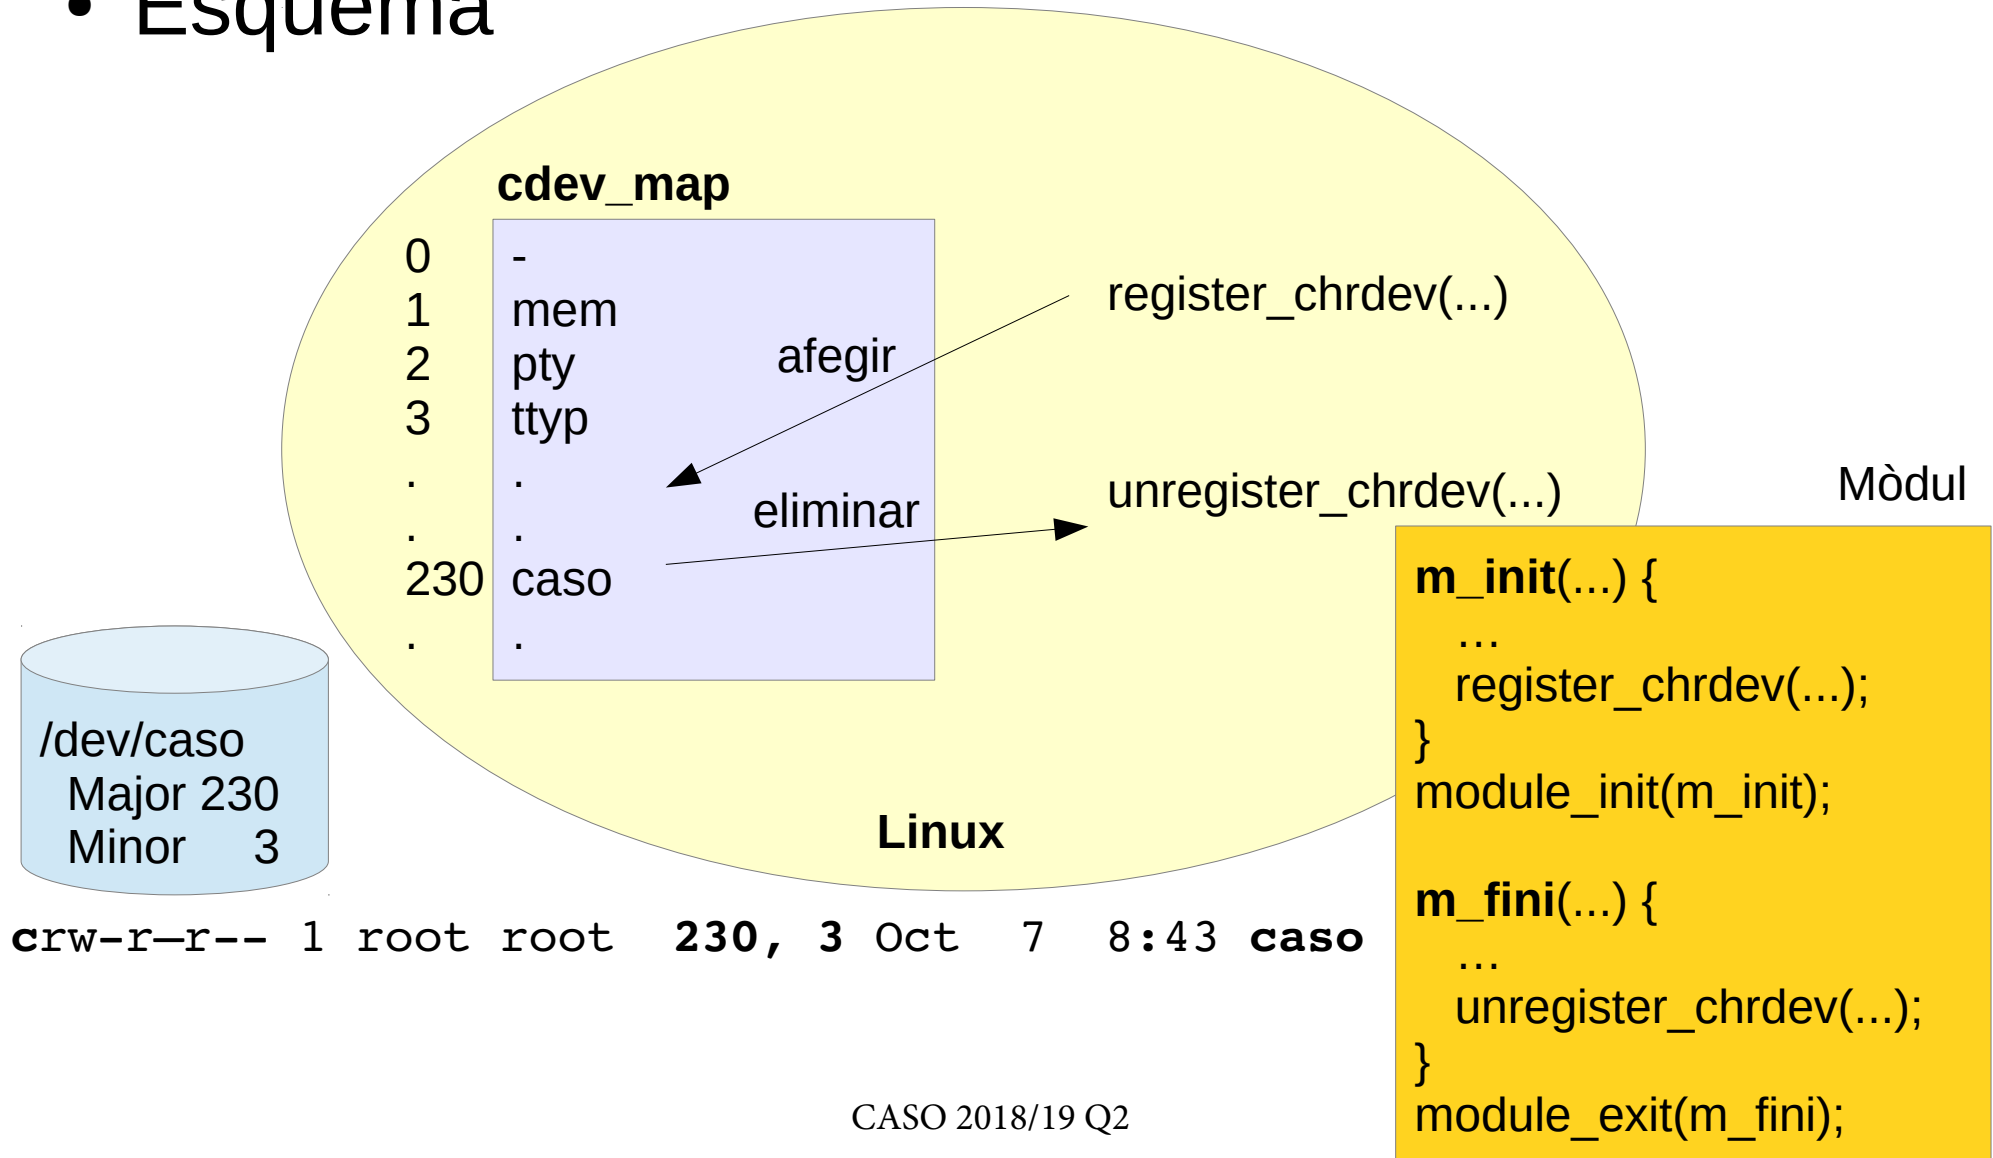 • Esquema
cdev_map
0 -
1 mem
2 pty
3 ttyp
. .
. .
230 caso
. .
afegir
eliminar
register_chrdev(...)
unregister_chrdev(...)
Linux
Mòdul
m_init(...) {
…
register_chrdev(...);
}
module_init(m_init);
m_fini(...) {
…
unregister_chrdev(...);
}
module_exit(m_fini);
/dev/caso
Major 230
Minor 3
crw-r—r-- 1 root root 230, 3 Oct 7 8:43 caso
CASO 2018/19 Q2